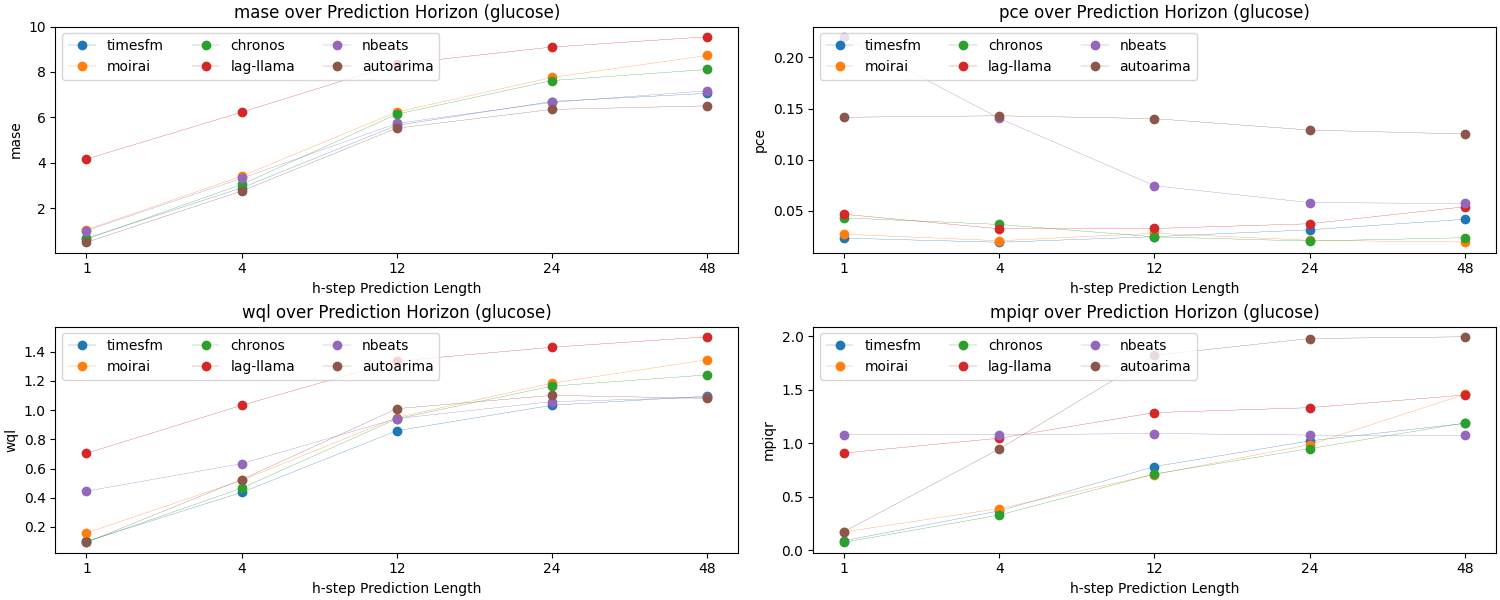 mase over Prediction Horizon (glucose)
10
8
6
4
2
mase
timesfm chronos nbeats
moirai lag-llama autoarima
1 4 12 24 48
h-step Prediction Length
pce over Prediction Horizon (glucose)
0.20
0.15
0.10
0.05
pce
timesfm chronos nbeats
moirai lag-llama autoarima
1 4 12 24 48
h-step Prediction Length
wql over Prediction Horizon (glucose)
1.4
1.2
1.0
0.8
0.6
0.4
0.2
wql
timesfm chronos nbeats
moirai lag-llama autoarima
1 4 12 24 48
h-step Prediction Length
mpiqr over Prediction Horizon (glucose)
2.0
1.5
1.0
0.5
0.0
mpiqr
timesfm chronos nbeats
moirai lag-llama autoarima
1 4 12 24 48
h-step Prediction Length